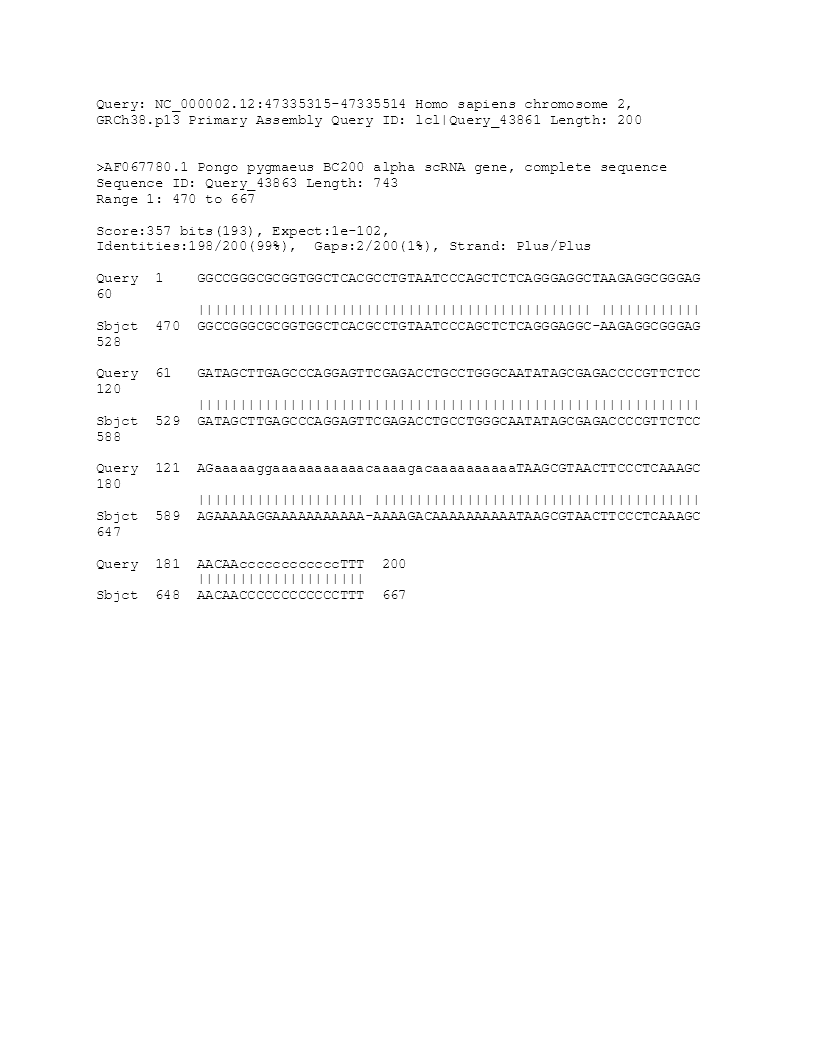 Query: NC_000002.12:47335315-47335514 Homo sapiens chromosome 2,
GRCh38.p13 Primary Assembly Query ID: lcl|Query_43861 Length: 200
>AF067780.1 Pongo pygmaeus BC200 alpha scRNA gene, complete sequence
Sequence ID: Query_43863 Length: 743
Range 1: 470 to 667
Score:357 bits(193), Expect:1e-102,
Identities:198/200(99%),  Gaps:2/200(1%), Strand: Plus/Plus
Query  1    GGCCGGGCGCGGTGGCTCACGCCTGTAATCCCAGCTCTCAGGGAGGCTAAGAGGCGGGAG
60
            ||||||||||||||||||||||||||||||||||||||||||||||| ||||||||||||
Sbjct  470  GGCCGGGCGCGGTGGCTCACGCCTGTAATCCCAGCTCTCAGGGAGGC-AAGAGGCGGGAG
528
Query  61   GATAGCTTGAGCCCAGGAGTTCGAGACCTGCCTGGGCAATATAGCGAGACCCCGTTCTCC
120
            ||||||||||||||||||||||||||||||||||||||||||||||||||||||||||||
Sbjct  529  GATAGCTTGAGCCCAGGAGTTCGAGACCTGCCTGGGCAATATAGCGAGACCCCGTTCTCC
588
Query  121  AGaaaaaggaaaaaaaaaaacaaaagacaaaaaaaaaaTAAGCGTAACTTCCCTCAAAGC
180
            |||||||||||||||||||| |||||||||||||||||||||||||||||||||||||||
Sbjct  589  AGAAAAAGGAAAAAAAAAAA-AAAAGACAAAAAAAAAATAAGCGTAACTTCCCTCAAAGC
647
Query  181  AACAAccccccccccccTTT  200
            ||||||||||||||||||||
Sbjct  648  AACAACCCCCCCCCCCCTTT  667